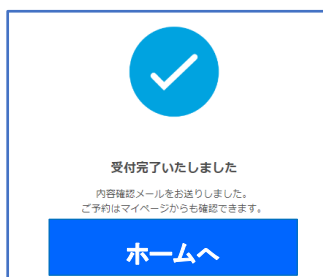 受付完了いたしました
内容確認メールをお送りしました。
ご予約はマイページからも確認できます。
ホームへ